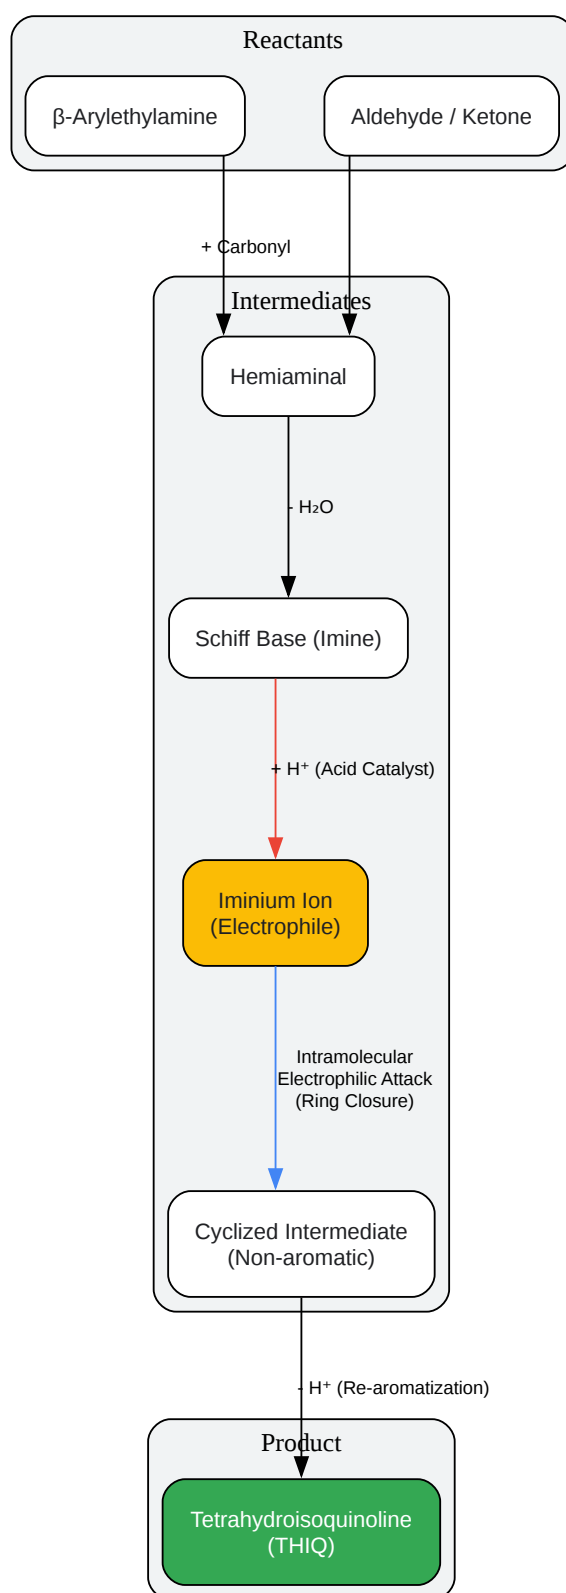 Reactants
β-Arylethylamine
Aldehyde / Ketone
+ Carbonyl
Intermediates
Hemiaminal
- H₂O
Schiff Base (Imine)
+ H⁺ (Acid Catalyst)
Iminium Ion
(Electrophile)
Intramolecular
Electrophilic Attack
(Ring Closure)
Cyclized Intermediate
(Non-aromatic)
- H⁺ (Re-aromatization)
Product
Tetrahydroisoquinoline
(THIQ)